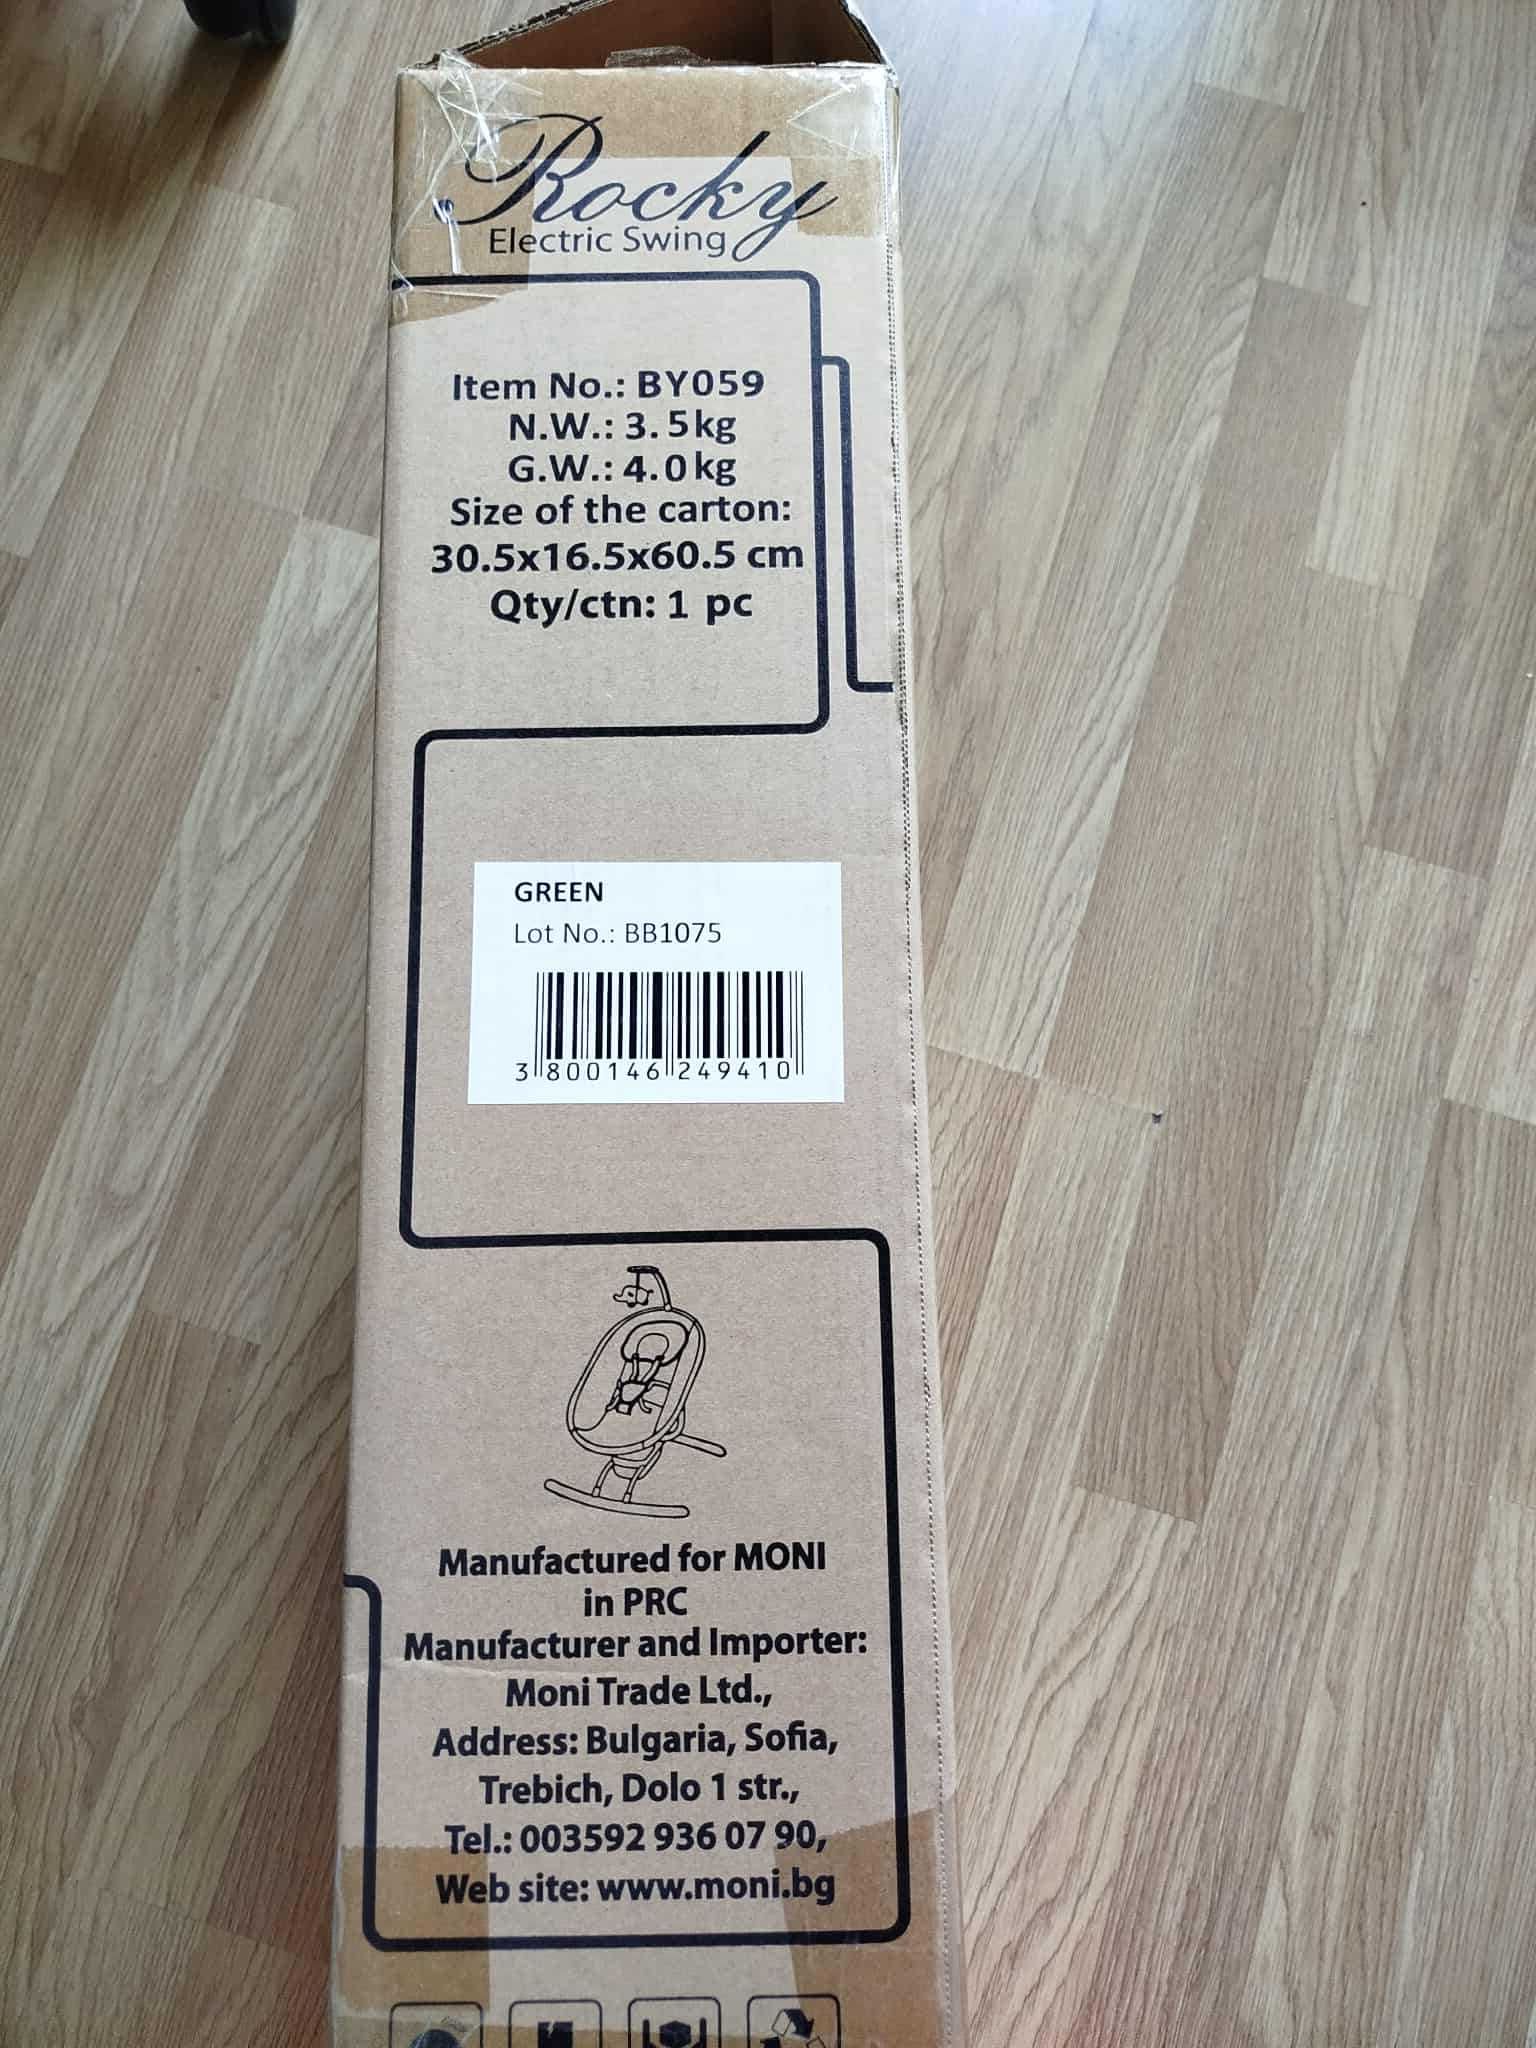 Rocky
Electric Swing
Item No.: BY059
N.W.: 3.5kg
G.W.: 4.0kg
Size of the carton:
30.5x16.5x60.5 cm
Qty/ctn: 1 pc
GREEN
Lot No.: BB1075
3 800146 249410
Manufactured for MONI
in PRC
Manufacturer and Importer:
Moni Trade Ltd.,
Address: Bulgaria, Sofia,
Trebich, Dolo 1 str.,
Tel.: 003592 936 07 90,
Web site: www.moni.bg